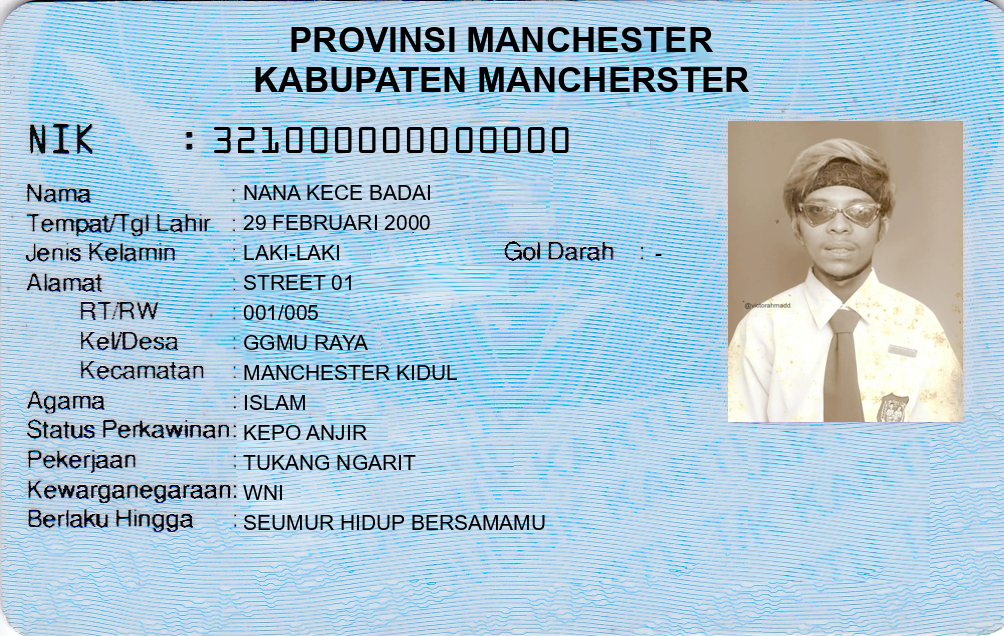 PROVINSI MANCHESTER
KABUPATEN MANCHERSTER
NIK : 3210000000000000
Nama : NANA KECE BADAI
Tempat/Tgl Lahir : 29 FEBRUARI 2000
Jenis Kelamin : LAKI-LAKI Gol Darah : -
Alamat : STREET 01
RT/RW : 001/005
Kel/Desa : GGMU RAYA
Kecamatan : MANCHESTER KIDUL
Agama : ISLAM
Status Perkawinan: KEPO ANJIR
Pekerjaan : TUKANG NGARIT
Kewarganegaraan: WNI
Berlaku Hingga : SEUMUR HIDUP BERSAMAMU
@victorahmadd